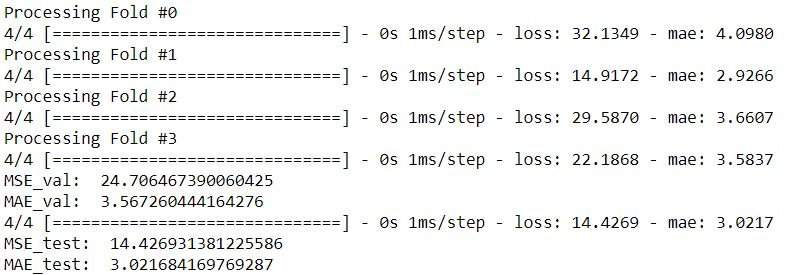 Processing Fold #0
4/4 [==============================] - 0s 1ms/step - loss: 32.1349 - mae: 4.0980
Processing Fold #1
4/4 [==============================] - 0s 1ms/step - loss: 14.9172 - mae: 2.9266
Processing Fold #2
4/4 [==============================] - 0s 1ms/step - loss: 29.5870 - mae: 3.6607
Processing Fold #3
4/4 [==============================] - 0s 1ms/step - loss: 22.1868 - mae: 3.5837
MSE_val:  24.706467390060425
MAE_val:  3.567260444164276
4/4 [==============================] - 0s 1ms/step - loss: 14.4269 - mae: 3.0217
MSE_test:  14.426931381225586
MAE_test:  3.021684169769287